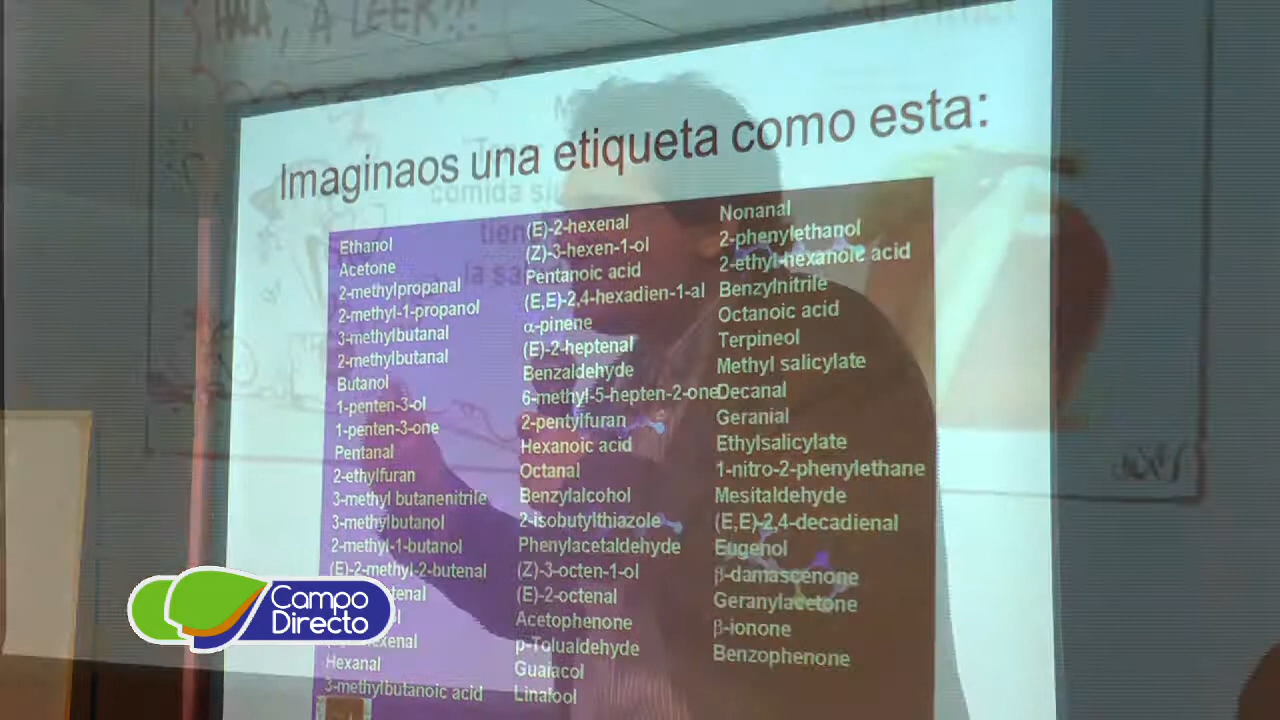 HALA, A LEER!!!
Imaginaos una etiqueta como esta:
comida
la sal
Ethanol
Acetone
2-methylpropanal
2-methyl-1-propanol
3-methylbutanal
2-methylbutanal
Butanol
1-penten-3-ol
1-penten-3-one
Pentanal
2-ethylfuran
3-methyl butanenitrile
3-methylbutanol
2-methyl-1-butanol
(E)-2-methyl-2-butenal
Hexanal
3-methylbutanoic acid
(E)-2-hexenal
(Z)-3-hexen-1-ol
Pentanoic acid
(E,E)-2,4-hexadien-1-al
α-pinene
(E)-2-heptenal
Benzaldehyde
6-methyl-5-hepten-2-one
2-pentylfuran
Hexanoic acid
Octanal
Benzylalcohol
2-isobutylthiazole
Phenylacetaldehyde
(Z)-3-octen-1-ol
(E)-2-octenal
Acetophenone
p-Tolualdehyde
Guaiacol
Linalool
Nonanal
2-phenylethanol
2-ethyl-hexanoic acid
Benzylnitrile
Octanoic acid
Terpineol
Methyl salicylate
Decanal
Geranial
Ethylsalicylate
1-nitro-2-phenylethane
Mesitaldehyde
(E,E)-2,4-decadienal
Eugenol
β-damascenone
Geranylacetone
β-ionone
Benzophenone
Campo
Directo